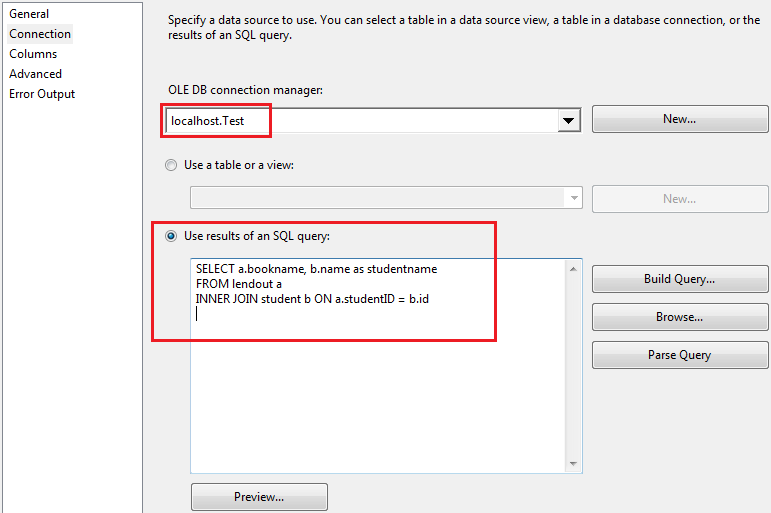 General
Connection
Columns
Advanced
Error Output
Specify a data source to use. You can select a table in a data source view, a table in a database connection, or the
results of an SQL query.
OLE DB connection manager:
localhost.Test
New...
Use a table or a view:
New...
Use results of an SQL query:
SELECT a.bookname, b.name as studentname
FROM lendout a
INNER JOIN student b ON a.studentID = b.id
Build Query...
Browse...
Parse Query
Preview...